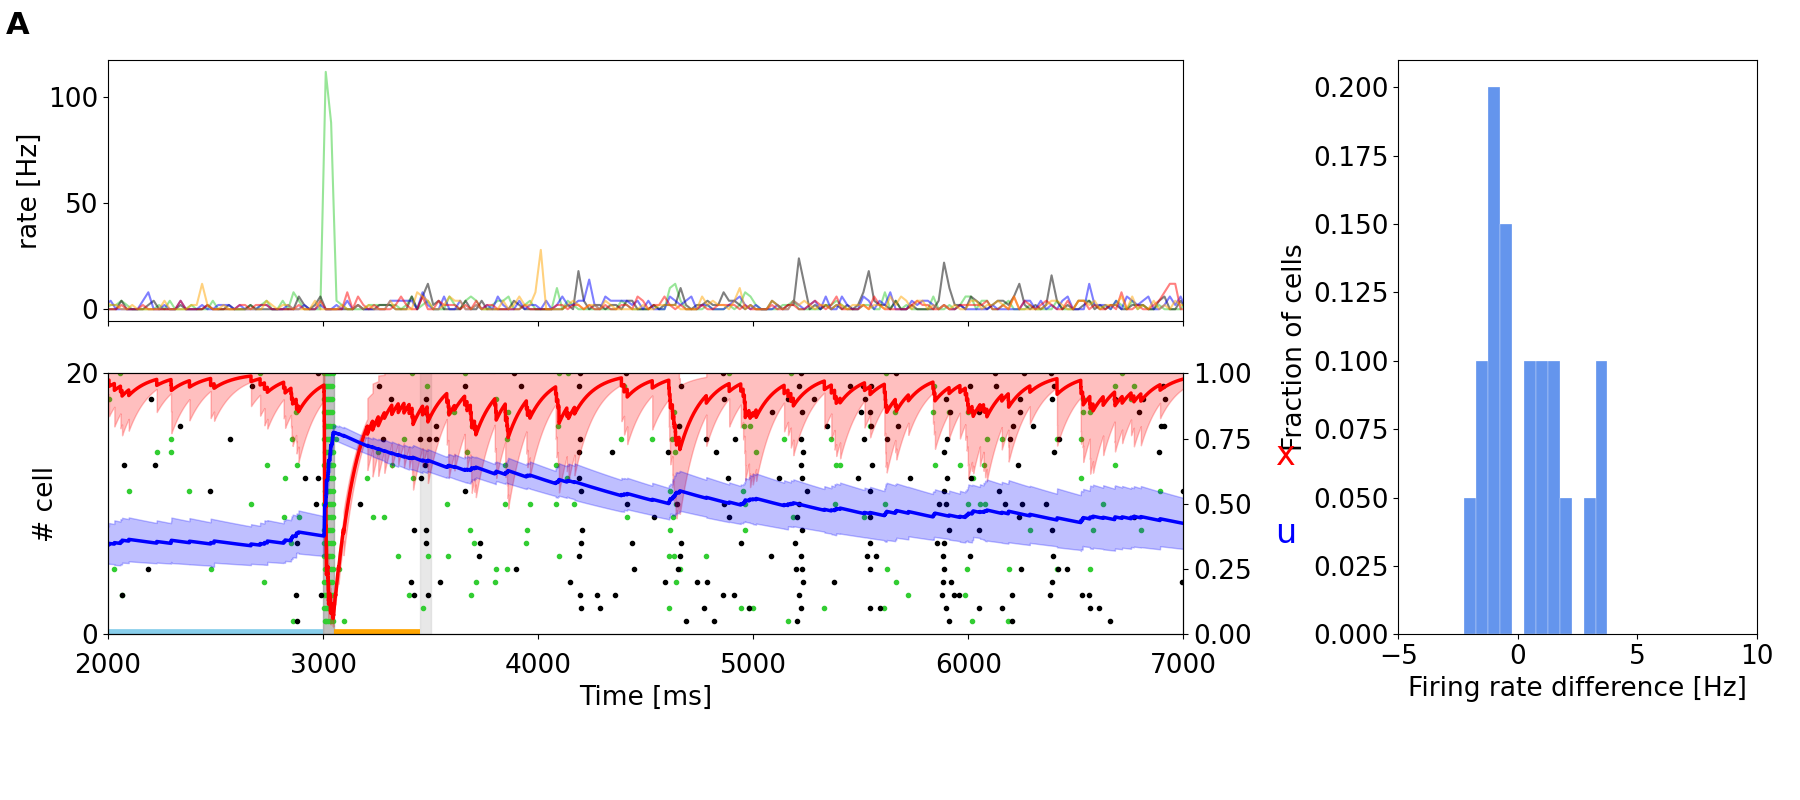 A
rate [Hz]
100
50
0
# cell
20
0
1.00
0.75
0.50
0.25
0.00
x
u
2000 3000 4000 5000 6000 7000
Time [ms]
Fraction of cells
0.200
0.175
0.150
0.125
0.100
0.075
0.050
0.025
0.000
−5 0 5 10
Firing rate difference [Hz]